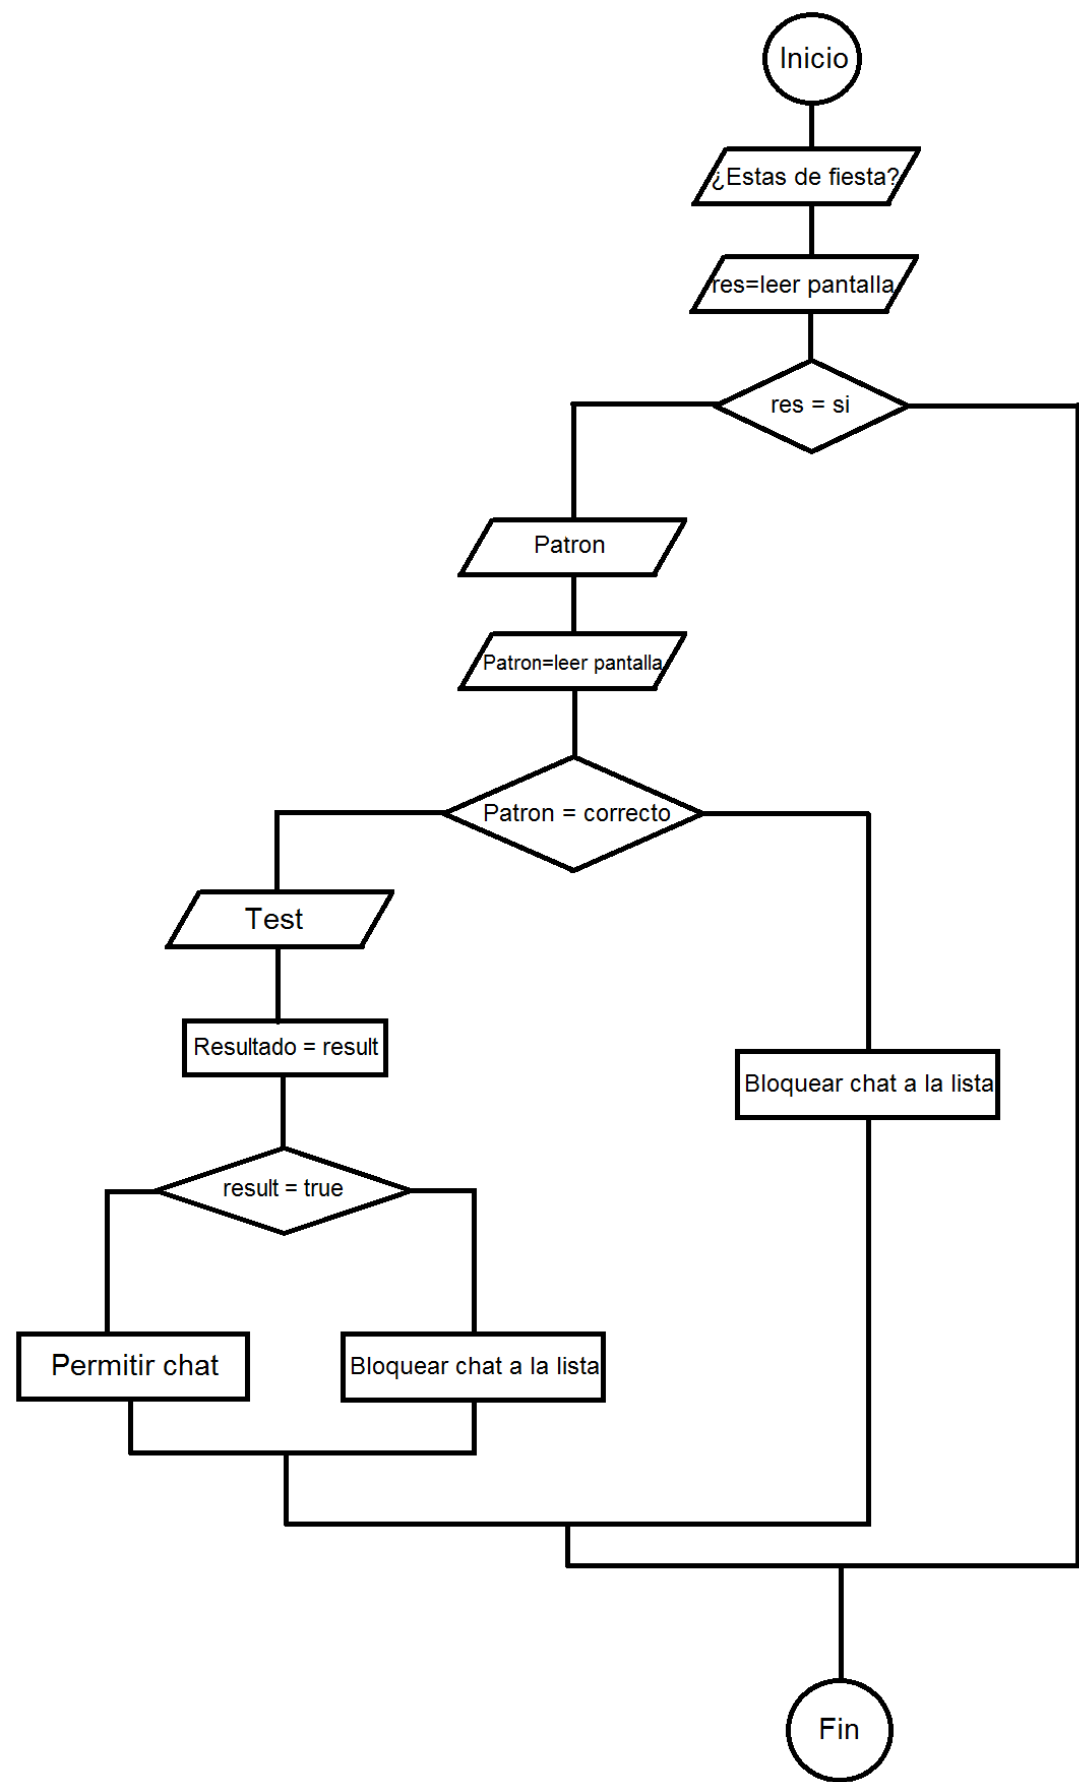 Inicio
¿Estas de fiesta?
res=leer pantalla
res = si
Patron
Patron=leer pantalla
Patron = correcto
Test
Resultado = result
Bloquear chat a la lista
result = true
Permitir chat
Bloquear chat a la lista
Fin